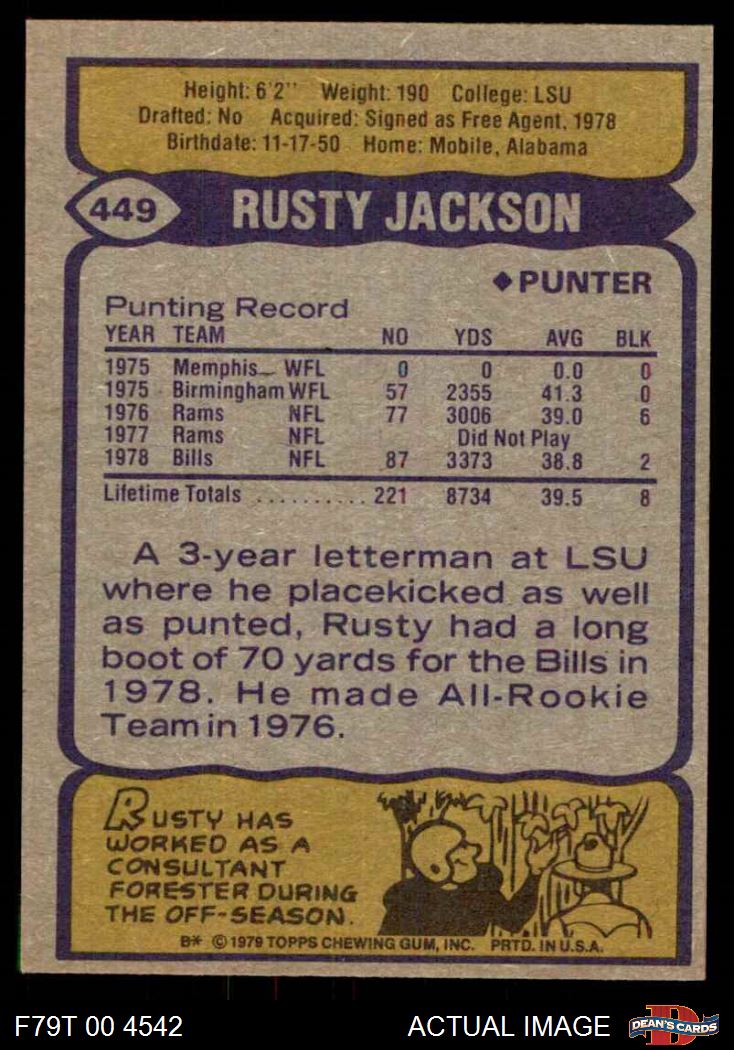 Height: 6'2" Weight: 190 College: LSU
Drafted: No Acquired: Signed as Free Agent, 1978
Birthdate: 11-17-50 Home: Mobile, Alabama
449 RUSTY JACKSON
◆PUNTER
Punting Record
YEAR TEAM NO YDS AVG BLK
1975 Memphis WFL 0 0 0.0 0
1975 Birmingham WFL 57 2355 41.3 0
1976 Rams NFL 77 3006 39.0 6
1977 Rams NFL Did Not Play
1978 Bills NFL 87 3373 38.8 2
Lifetime Totals .......... 221 8734 39.5 8
A 3-year letterman at LSU
where he placekicked as well
as punted, Rusty had a long
boot of 70 yards for the Bills in
1978. He made All-Rookie
Team in 1976.
RUSTY HAS
WORKED AS A
CONSULTANT
FORESTER DURING
THE OFF-SEASON.
B* © 1979 TOPPS CHEWING GUM, INC. PRTD. IN U.S.A.
F79T 00 4542 ACTUAL IMAGE DEAN'S CARDS